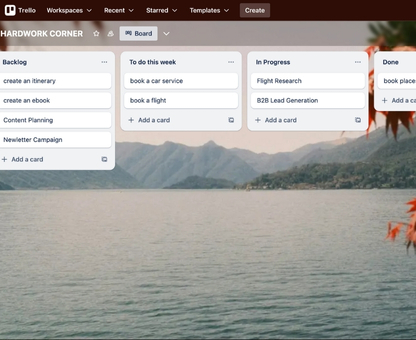 Trello Workspaces Recent Starred Templates Create
HARDWORK CORNER Board
Backlog
create an itinerary
create an ebook
Content Planning
Newletter Campaign
+ Add a card
To do this week
book a car service
book a flight
+ Add a card
In Progress
Flight Research
B2B Lead Generation
+ Add a card
Done
book place
+ Add a ca